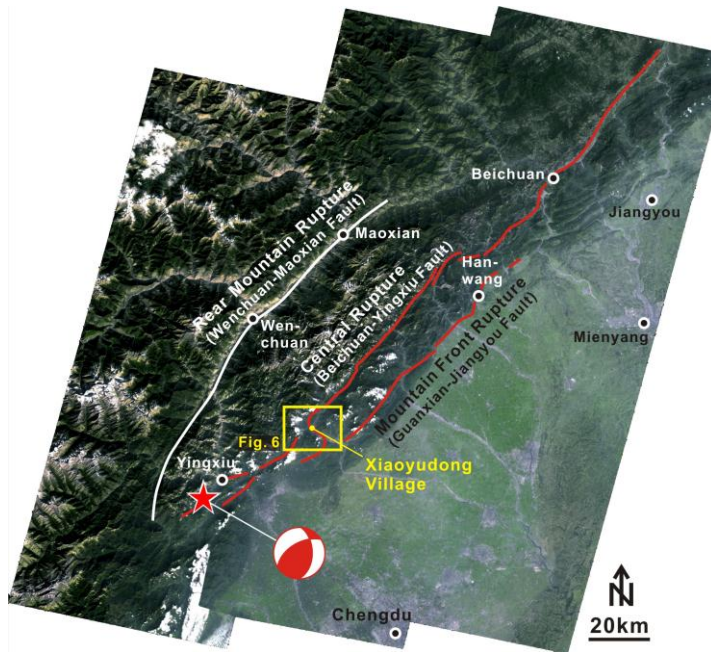 Beichuan
Jiangyou
Maoxian
Han-
wang
Rear Mountain Rupture
(Wenchuan-Maoxian Fault)
Wen-
chuan
Central Rupture
(Beichuan-Yingxiu Fault)
Mienyang
Mountain Front Rupture
(Guanxian-Jiangyou Fault)
Fig. 6
Yingxiu
Xiaoyudong
Village
N
20km
Chengdu